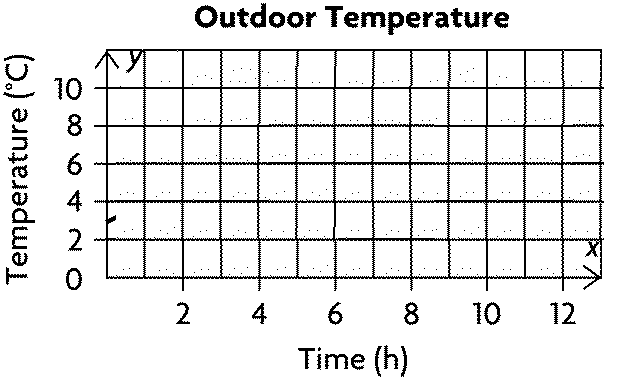 Outdoor Temperature
Temperature (°C)
y
10
8
6
4
2
0
x
2 4 6 8 10 12
Time (h)